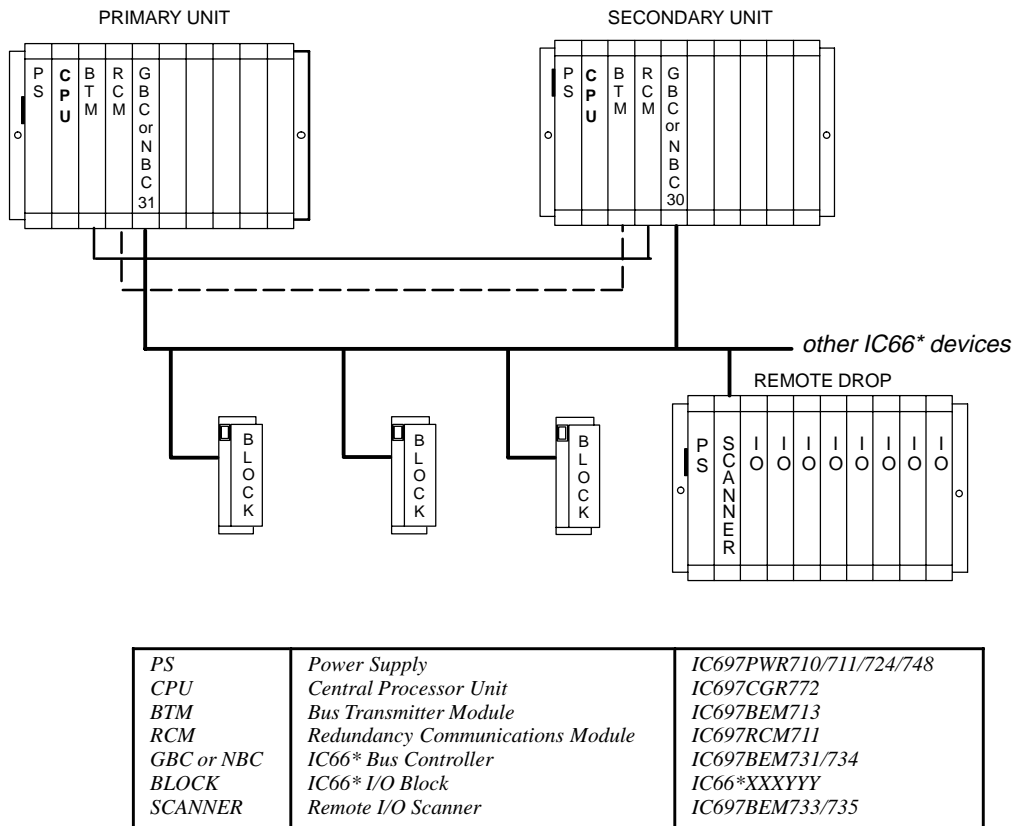 PRIMARY UNIT
SECONDARY UNIT
PS
CPU
BTM
RCM
GBC or NBC 31
PS
CPU
BTM
RCM
GBC or NBC 30
other IC66* devices
REMOTE DROP
BLOCK
BLOCK
BLOCK
PS
SCANNER
IO
IO
IO
IO
IO
IO
IO
IO
PS Power Supply IC697PWR710/711/724/748
CPU Central Processor Unit IC697CGR772
BTM Bus Transmitter Module IC697BEM713
RCM Redundancy Communications Module IC697RCM711
GBC or NBC IC66* Bus Controller IC697BEM731/734
BLOCK IC66* I/O Block IC66*XXXYYY
SCANNER Remote I/O Scanner IC697BEM733/735